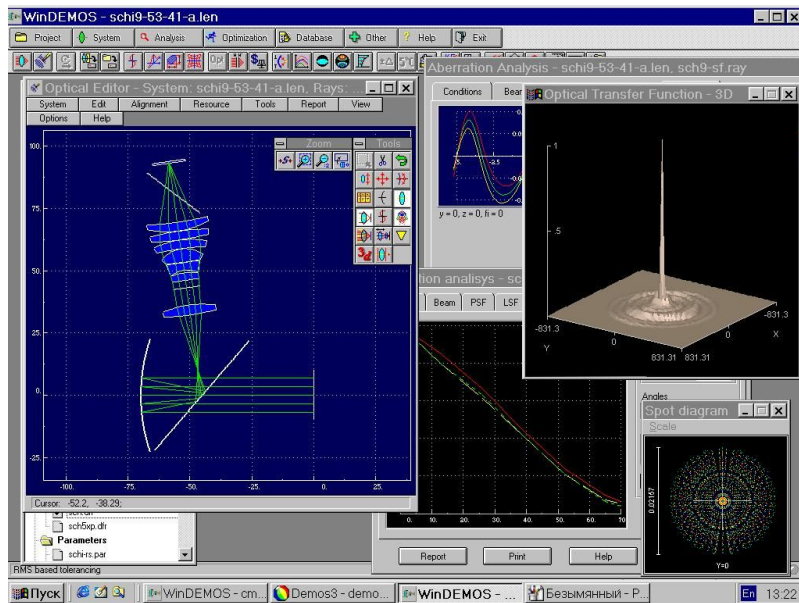 WinDEMOS - schi9-53-41-a.len
Project System Analysis Optimization Database Other Help Exit
Opt 5°C
Optical Editor - System: schi9-53-41-a.len, Rays: ...
System Edit Alignment Resource Tools Report View
Options Help
Zoom
Tools
100.
75.
50.
25.
0.
-25.
-100. -75. -50. -25. 0. 25.
Cursor: -52.2, -38.29;
Aberration Analysis - schi9-53-41-a.len, sch9-sf.ray
Conditions
y = 0, z = 0, fi = 0
Optical Transfer Function - 3D
1
.5
-831.3
Y
0
831.31
831.31
0
X
-831.3
Beam PSF LSF
0. 10. 20. 30. 40. 50. 60. 70
Report Print Help
Angles
Spot diagram
Scale
0.02167
Y=0
sch5xp.dfr
Parameters
schi-rs.par
RMS based tolerancing
Пуск
WinDEMOS - cm...
Demos3 - demo...
WinDEMOS - ...
Безымянный - P...
En 13:22